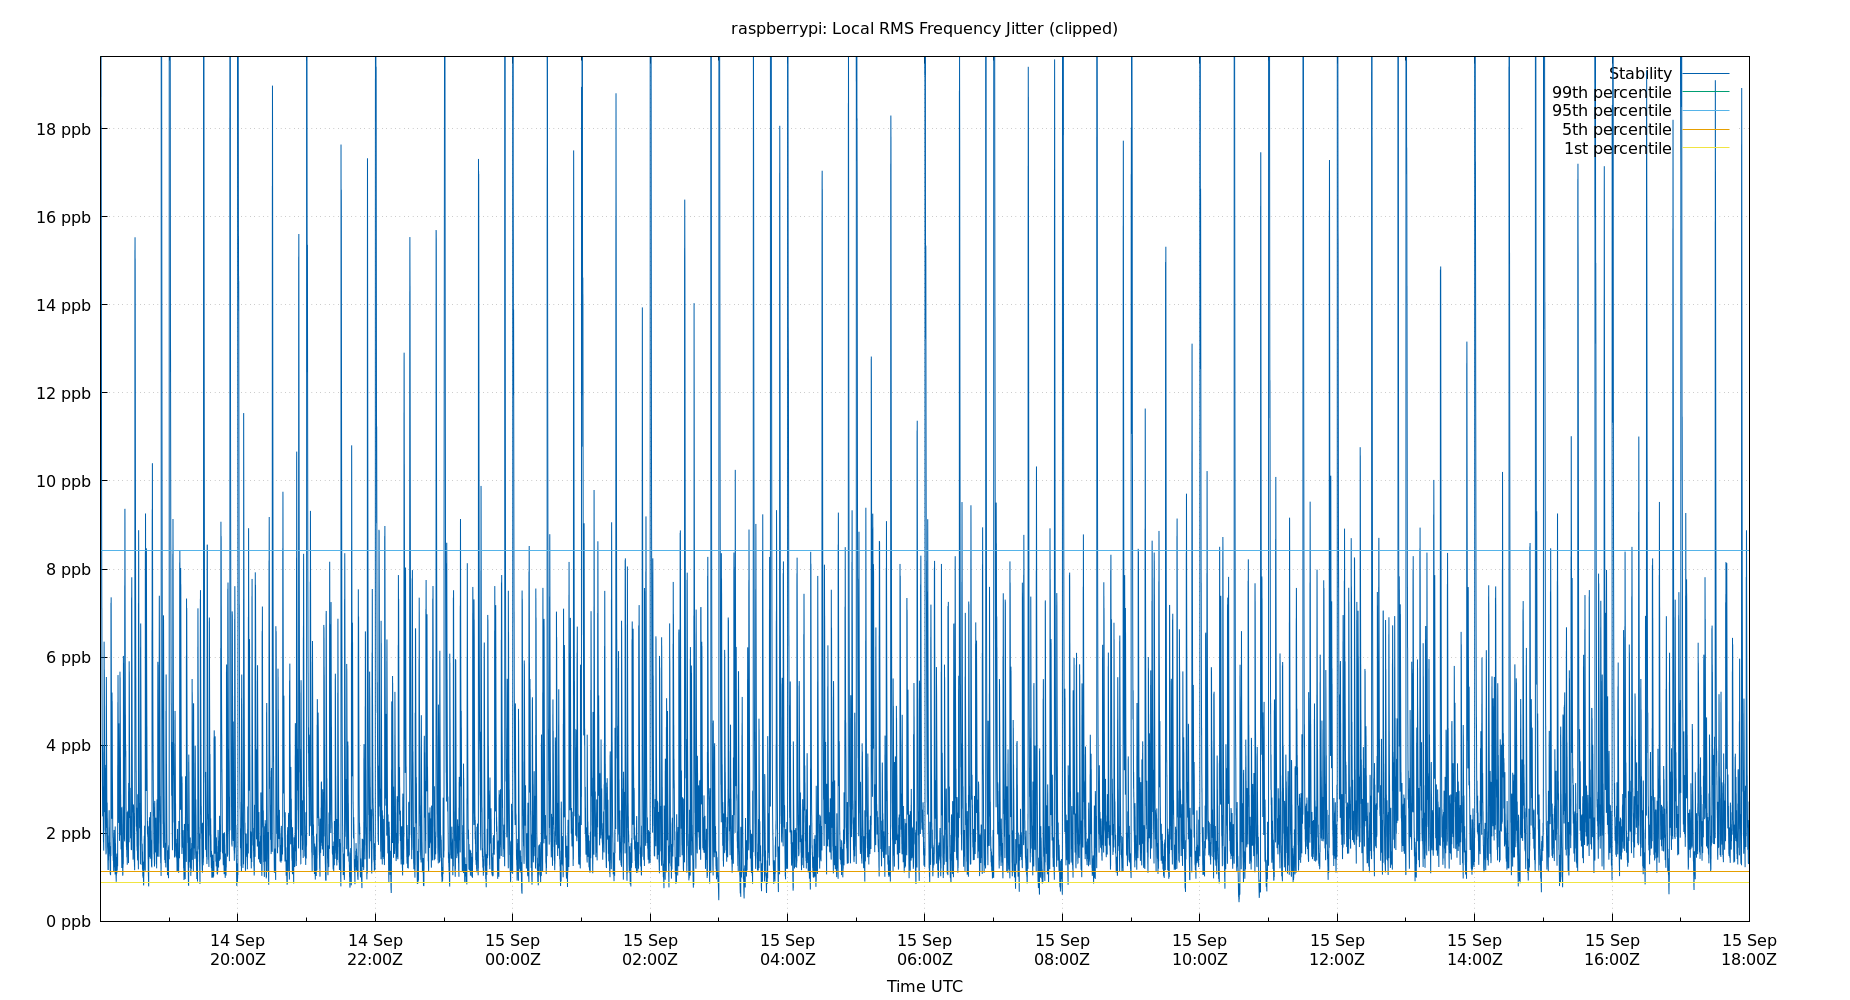 raspberrypi: Local RMS Frequency Jitter (clipped)
Stability
99th percentile
95th percentile
5th percentile
1st percentile
18 ppb
16 ppb
14 ppb
12 ppb
10 ppb
8 ppb
6 ppb
4 ppb
2 ppb
0 ppb
14 Sep 14 Sep 15 Sep 15 Sep 15 Sep 15 Sep 15 Sep 15 Sep 15 Sep 15 Sep 15 Sep 15 Sep
20:00Z 22:00Z 00:00Z 02:00Z 04:00Z 06:00Z 08:00Z 10:00Z 12:00Z 14:00Z 16:00Z 18:00Z
Time UTC